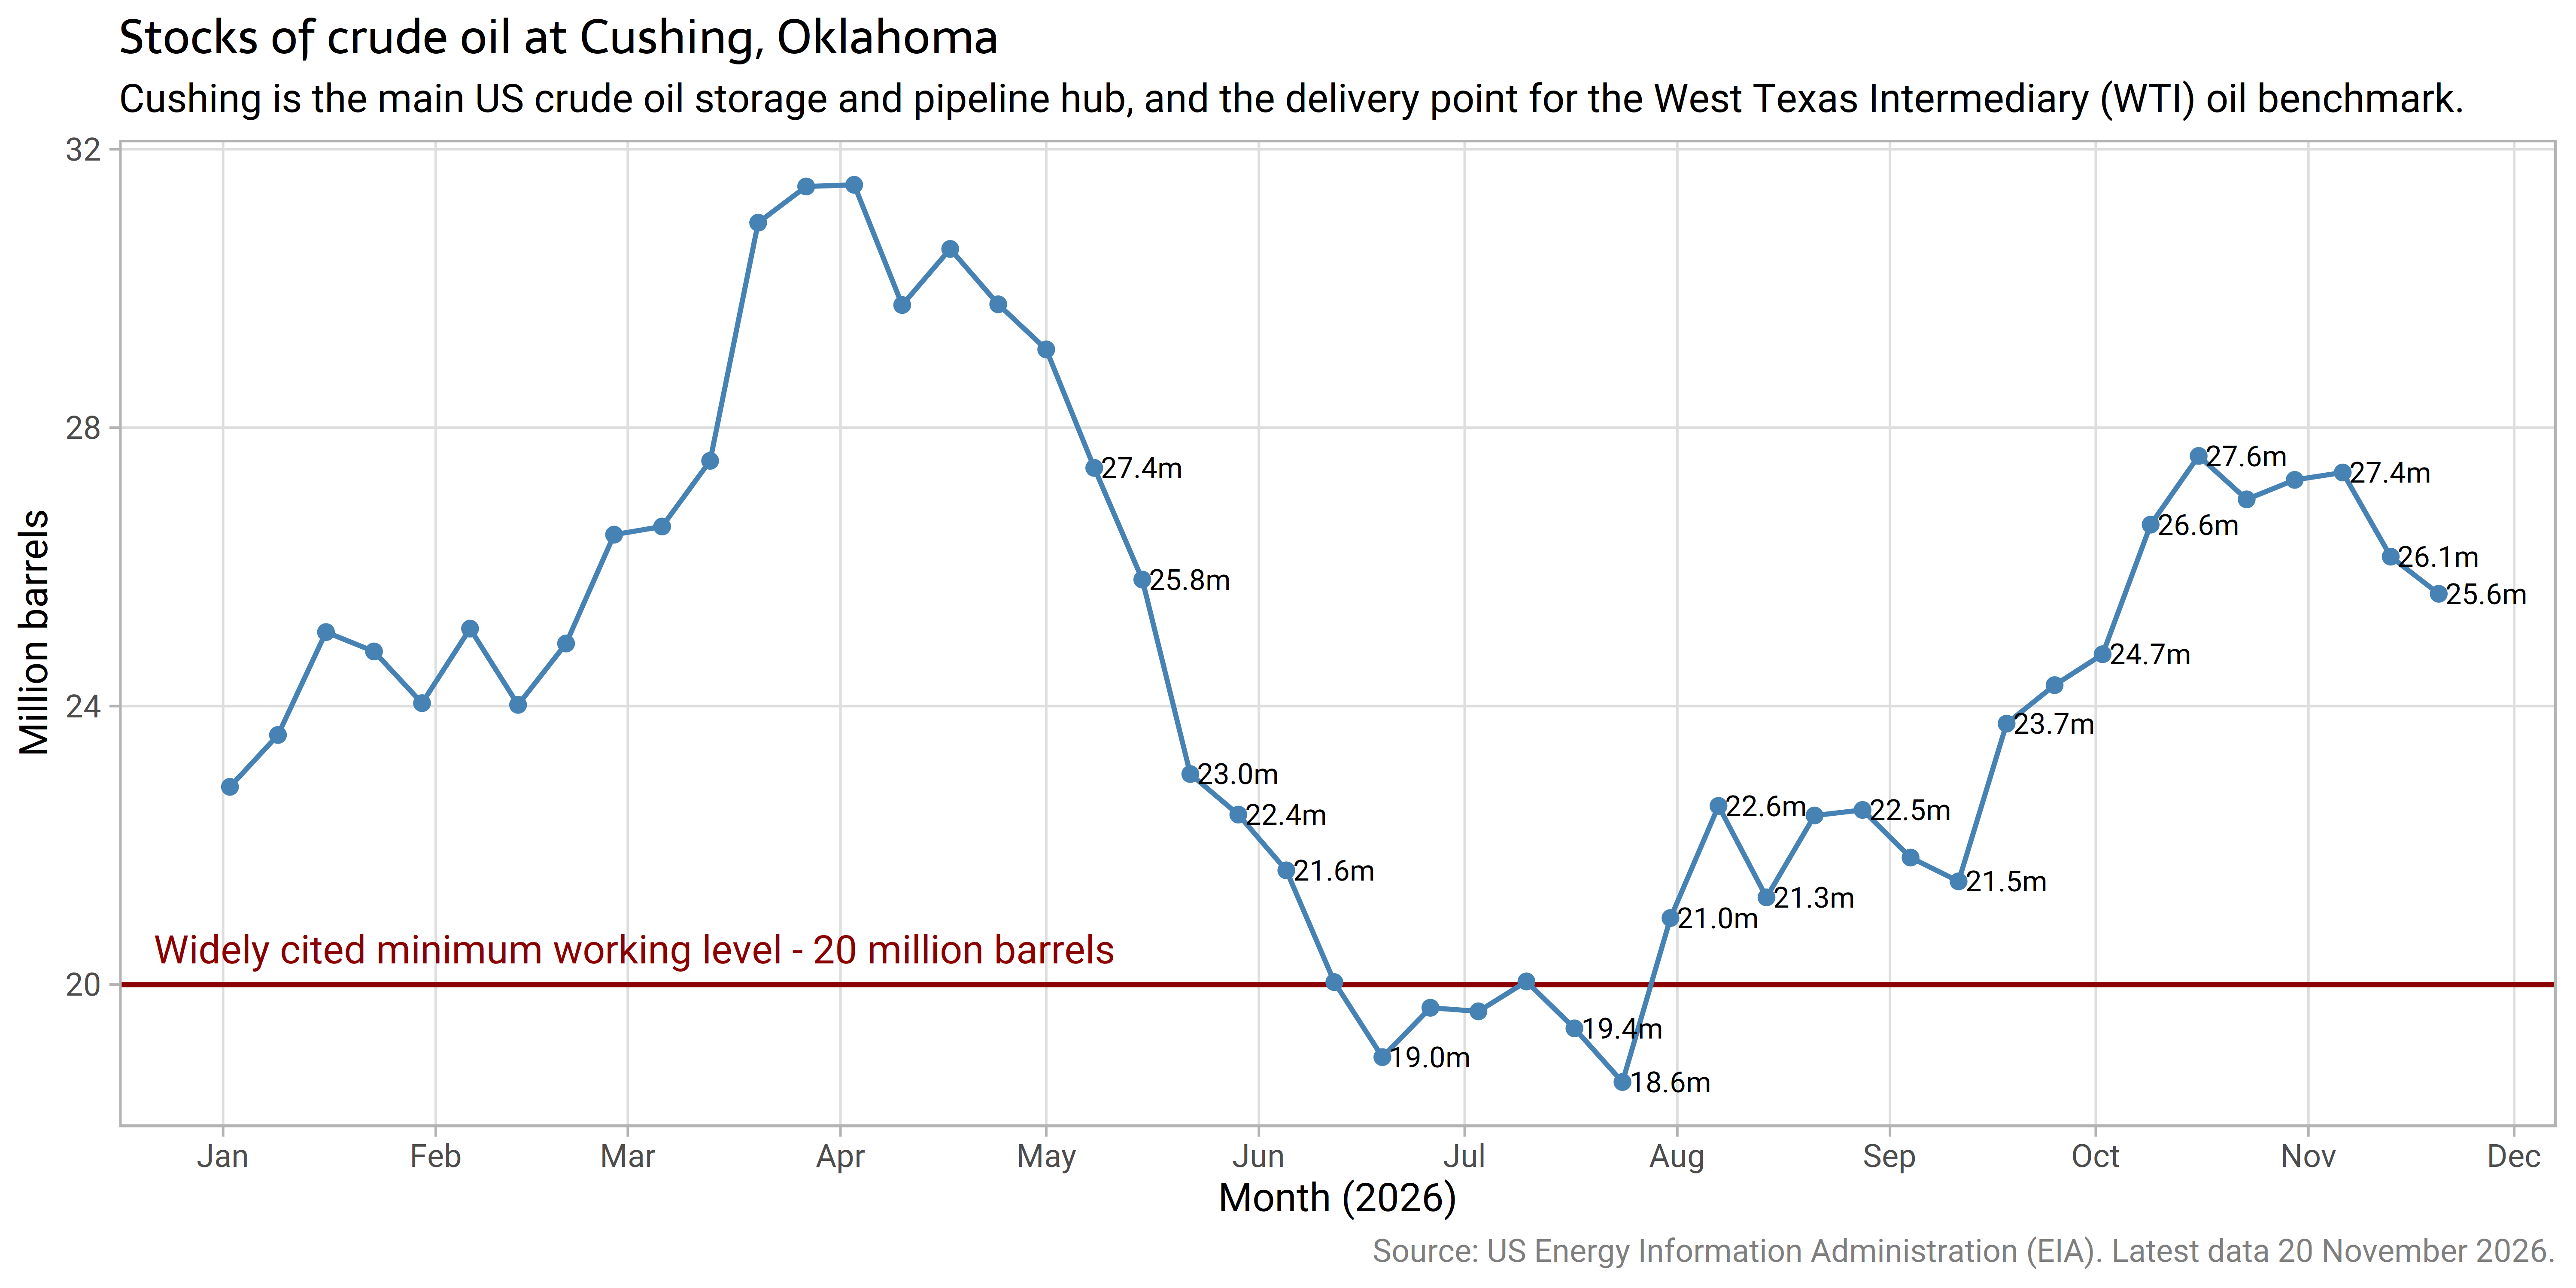 Stocks of crude oil at Cushing, Oklahoma
Cushing is the main US crude oil storage and pipeline hub, and the delivery point for the West Texas Intermediary (WTI) oil benchmark.
Million barrels
32
28
24
20
27.4m
25.8m
23.0m
22.4m
21.6m
19.0m
19.4m
18.6m
21.0m
22.6m
21.3m
22.5m
21.5m
23.7m
24.7m
26.6m
27.6m
27.4m
26.1m
25.6m
Widely cited minimum working level - 20 million barrels
Jan Feb Mar Apr May Jun Jul Aug Sep Oct Nov Dec
Month (2026)
Source: US Energy Information Administration (EIA). Latest data 20 November 2026.